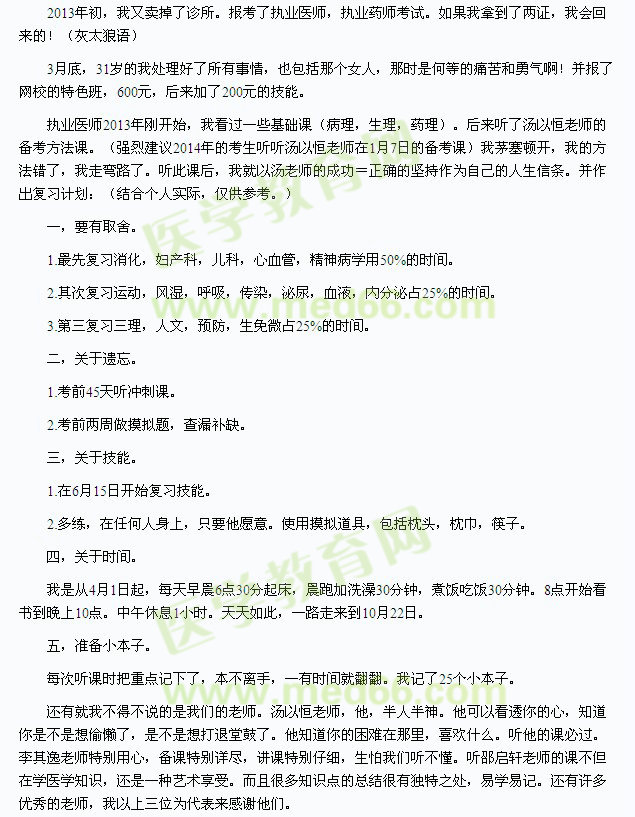 2013年初，我又卖掉了诊所。报考了执业医师，执业药师考试。如果我拿到了两证，我会回
来的！（灰太狼语）
3月底，31岁的我处理好了所有事情，也包括那个女人，那时是何等的痛苦和勇气啊！并报了
网校的特色班，600元，后来加了200元的技能。
执业医师2013年刚开始，我看过一些基础课（病理，生理，药理）。后来听了汤以恒老师的
备考方法课。（强烈建议2014年的考生听听汤以恒老师在1月7日的备考课）我茅塞顿开，我的方
法错了，我走弯路了。听此课后，我就以汤老师的成功＝正确的坚持作为自己的人生信条。并作
出复习计划：（结合个人实际，仅供参考。）
一，要有取舍。
1.最先复习消化，妇产科，儿科，心血管，精神病学用50%的时间。
2.其次复习运动，风湿，呼吸，传染，泌尿，血液，内分泌占25%的时间。
3.第三复习三理，人文，预防，生免微占25%的时间。
二，关于遗忘。
1.考前45天听冲刺课。
2.考前两周做摸拟题，查漏补缺。
三，关于技能。
1.在6月15日开始复习技能。
2.多练，在任何人身上，只要他愿意。使用摸拟道具，包括枕头，枕巾，筷子。
四，关于时间。
我是从4月1日起，每天早晨6点30分起床，晨跑加洗澡30分钟，煮饭吃饭30分钟。8点开始看
书到晚上10点。中午休息1小时。天天如此，一路走来到10月22日。
五，准备小本子。
每次听课时把重点记下了，本不离手，一有时间就翻翻。我记了25个小本子。
还有就我不得不说的是我们的老师。汤以恒老师，他，半人半神。他可以看透你的心，知道
你是不是想偷懒了，是不是想打退堂鼓了。他知道你的困难在那里，喜欢什么。听他的课必过。
李其逸老师特别用心，备课特别详尽，讲课特别仔细，生怕我们听不懂。听邵启轩老师的课不但
在学医学知识，还是一种艺术享受。而且很多知识点的总结很有独特之处，易学易记。还有许多
优秀的老师，我以上三位为代表来感谢他们。
医学教育网
www.med66.com
医学教育网
www.med66.com